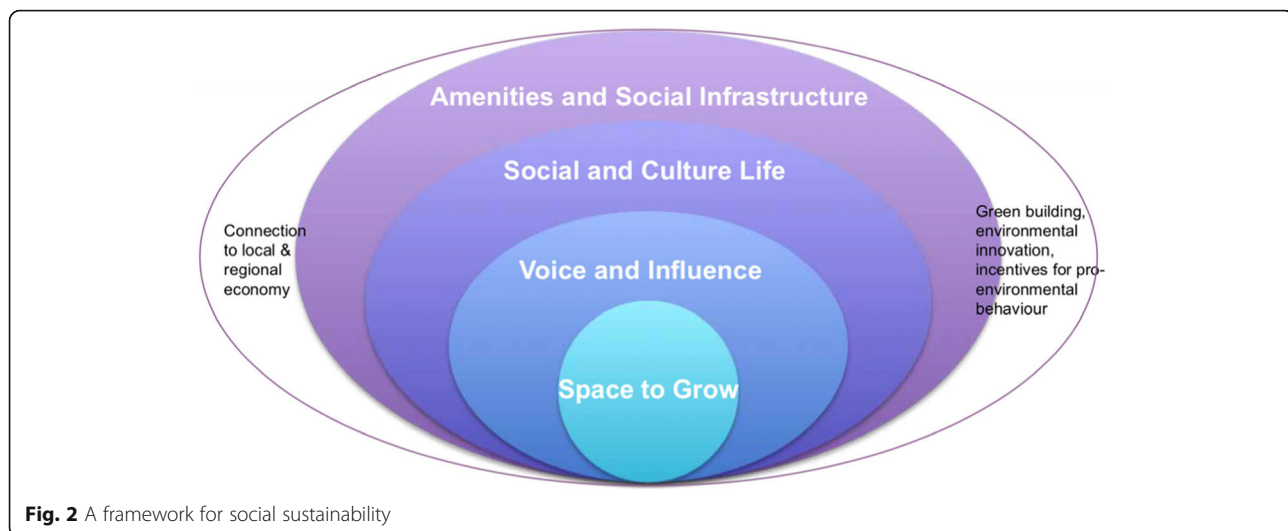 Amenities and Social Infrastructure
Social and Culture Life
Voice and Influence
Space to Grow
Connection
to local &
regional
economy
Green building,
environmental
innovation,
incentives for pro-
environmental
behaviour
Fig. 2 A framework for social sustainability